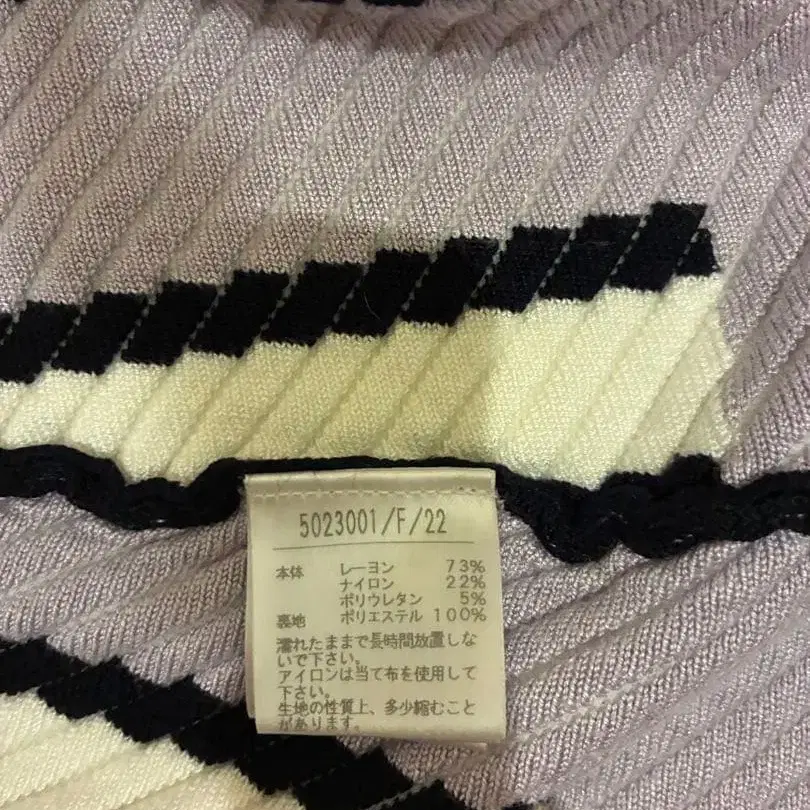 5023001/F/22
本体 レーヨン 73%
ナイロン 22%
ポリウレタン 5%
裏地 ポリエステル 100%
濡れたままで長時間放置しな
いで下さい。
アイロンは当て布を使用して
下さい。
生地の性質上、多少縮むこと
があります。